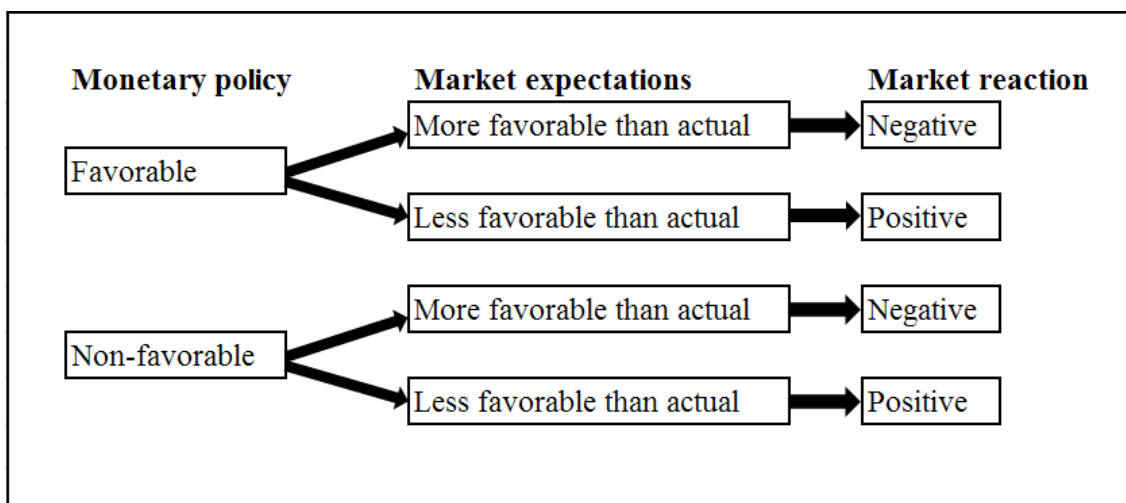 Monetary policy
Market expectations
Market reaction
Favorable
More favorable than actual
Negative
Less favorable than actual
Positive
Non-favorable
More favorable than actual
Negative
Less favorable than actual
Positive